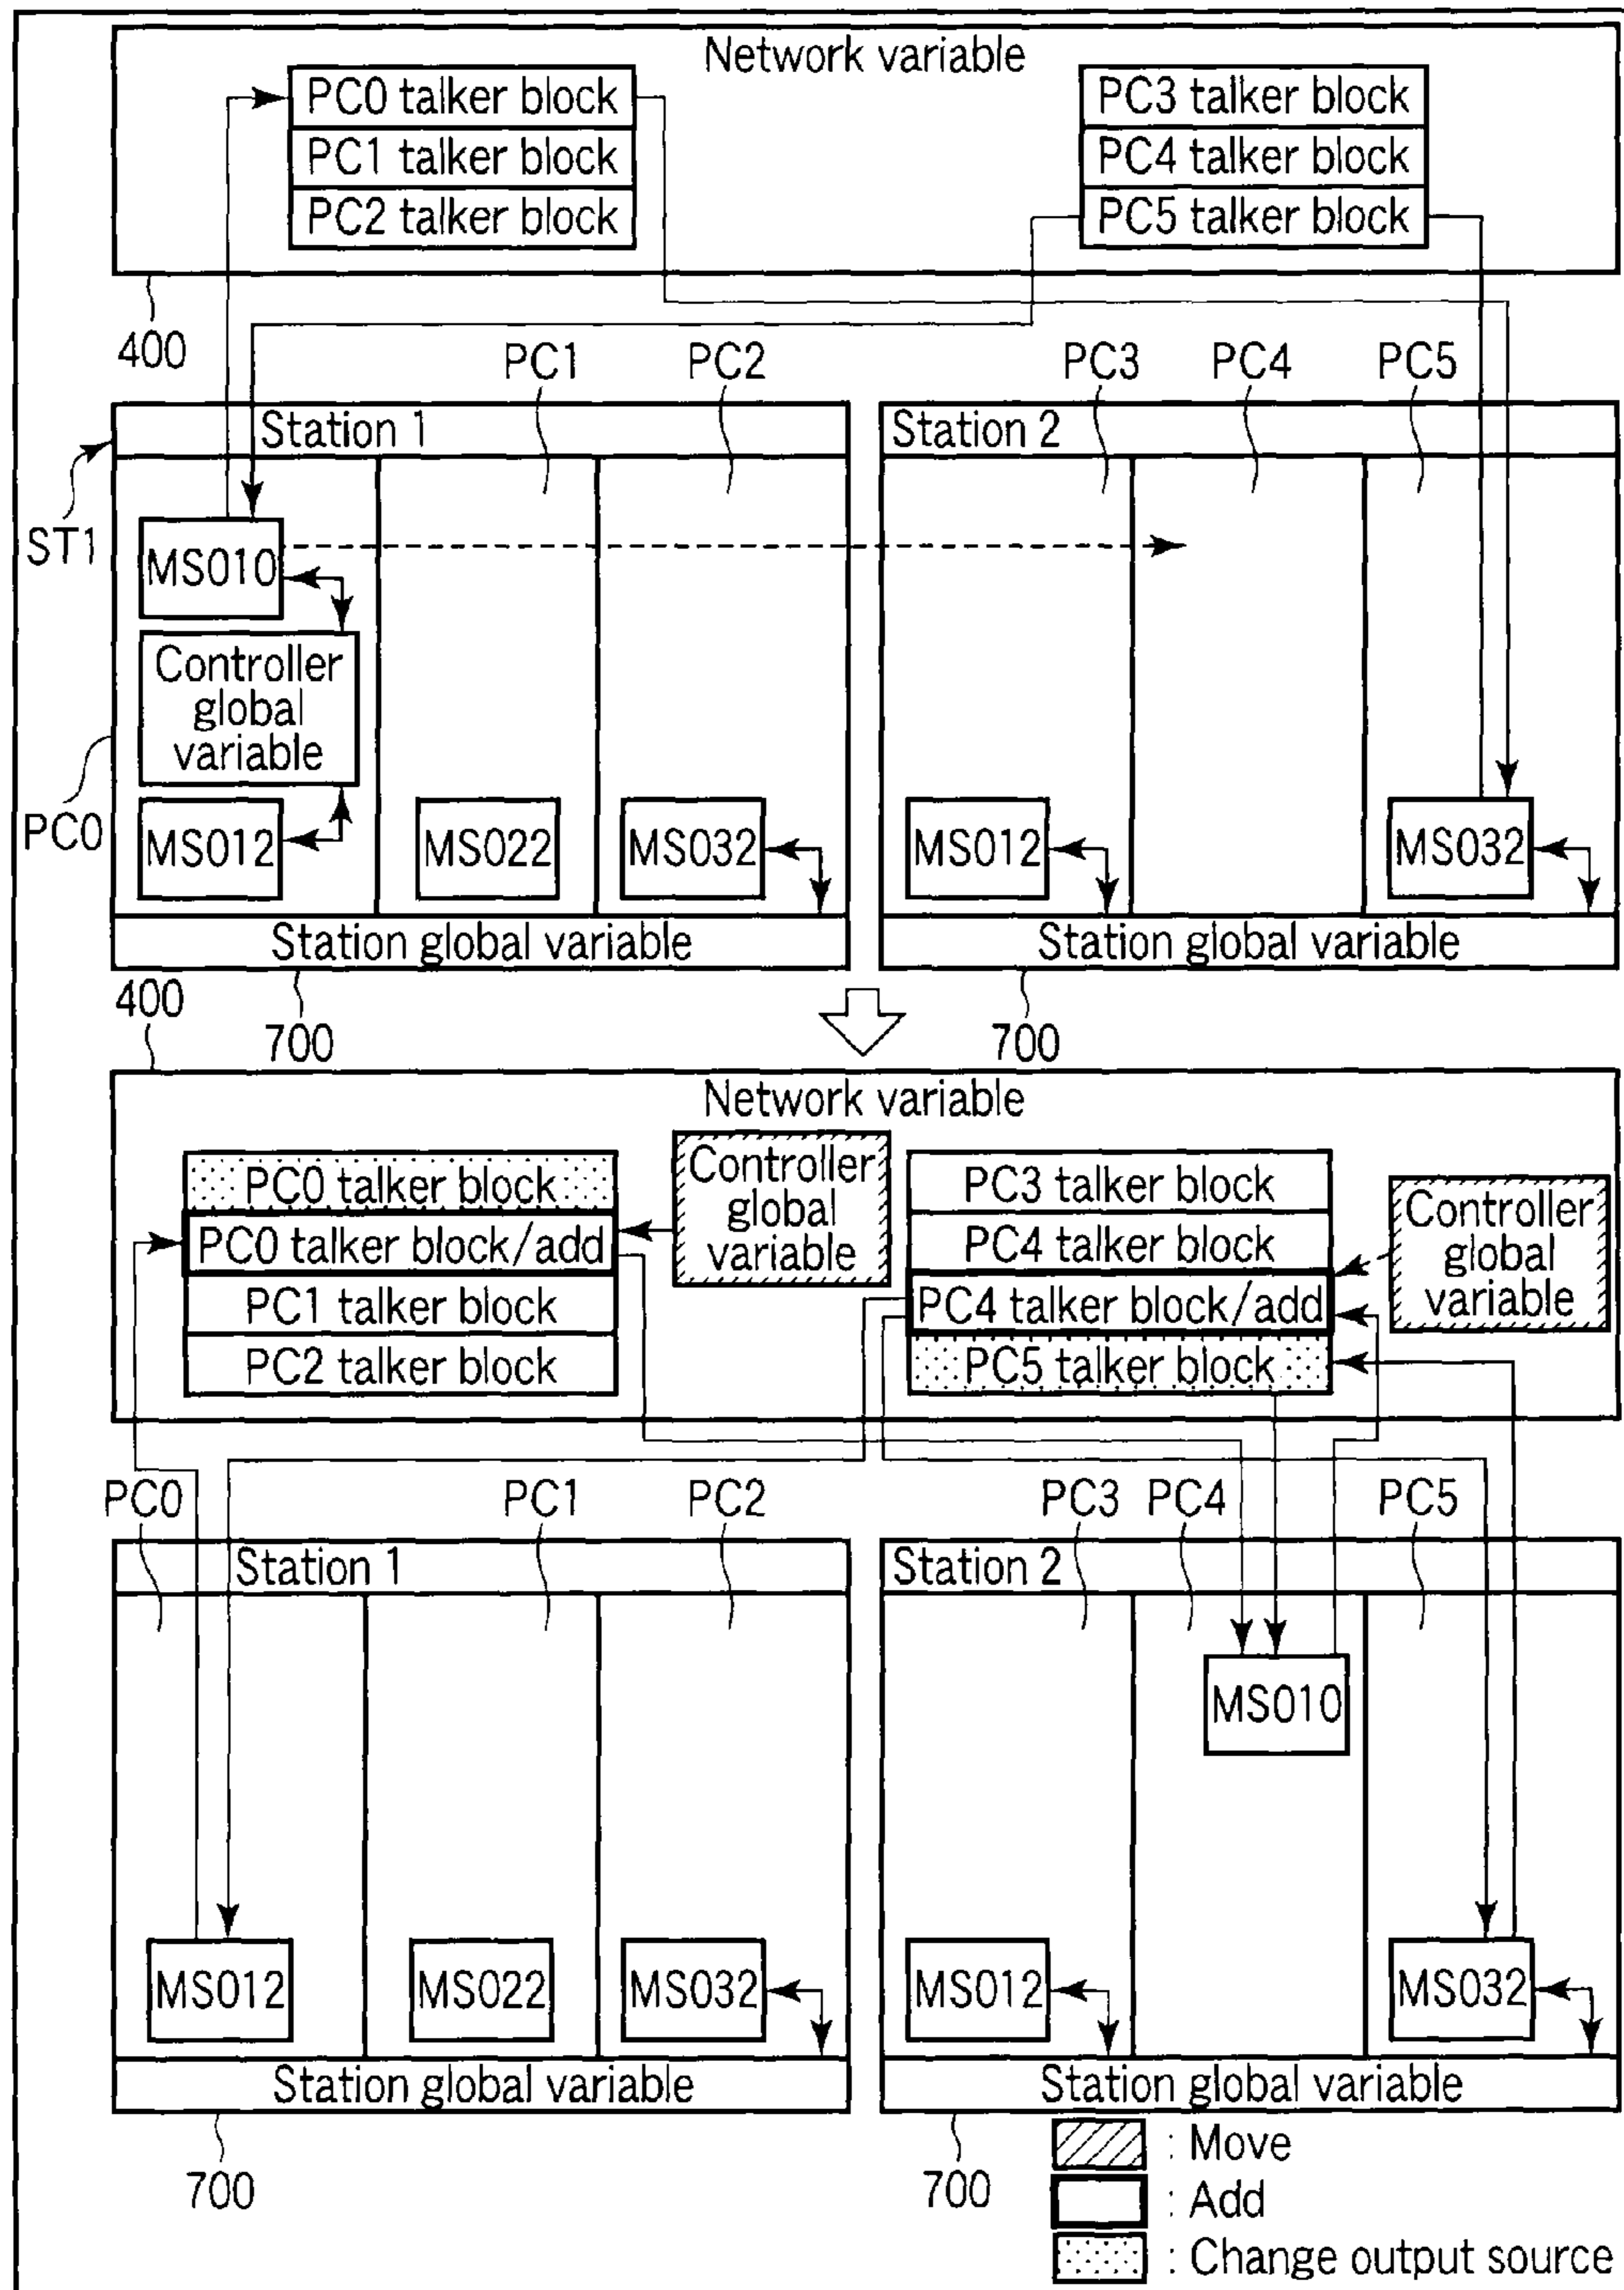 Network variable
PC0 talker block
PC1 talker block
PC2 talker block
PC3 talker block
PC4 talker block
PC5 talker block
400
PC1
PC2
PC3
PC4
PC5
Station 1
Station 2
ST1
MS010
Controller
global
variable
PC0
MS012
MS022
MS032
MS012
MS032
Station global variable
Station global variable
400
700
700
Network variable
PC0 talker block
PC0 talker block/add
PC1 talker block
PC2 talker block
Controller
global
variable
PC3 talker block
PC4 talker block
PC4 talker block/add
PC5 talker block
Controller
global
variable
PC0
PC1
PC2
PC3
PC4
PC5
Station 1
Station 2
MS010
MS012
MS022
MS032
MS012
MS032
Station global variable
Station global variable
700
700
: Move
: Add
: Change output source